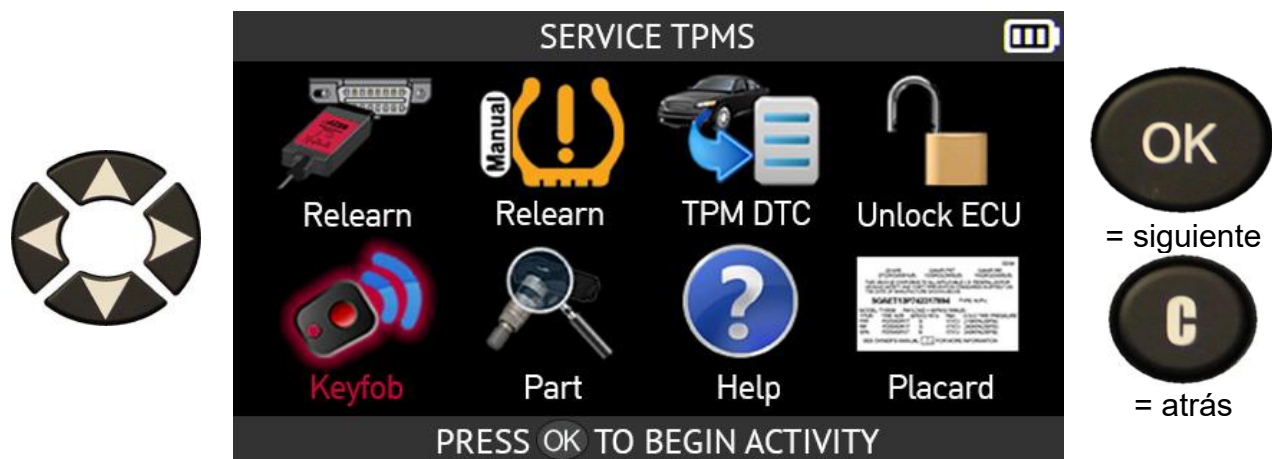 SERVICE TPMS
Manual
Relearn Relearn TPM DTC Unlock ECU
Keyfob Part Help Placard
PRESS OK TO BEGIN ACTIVITY
OK
= siguiente
C
= atrás